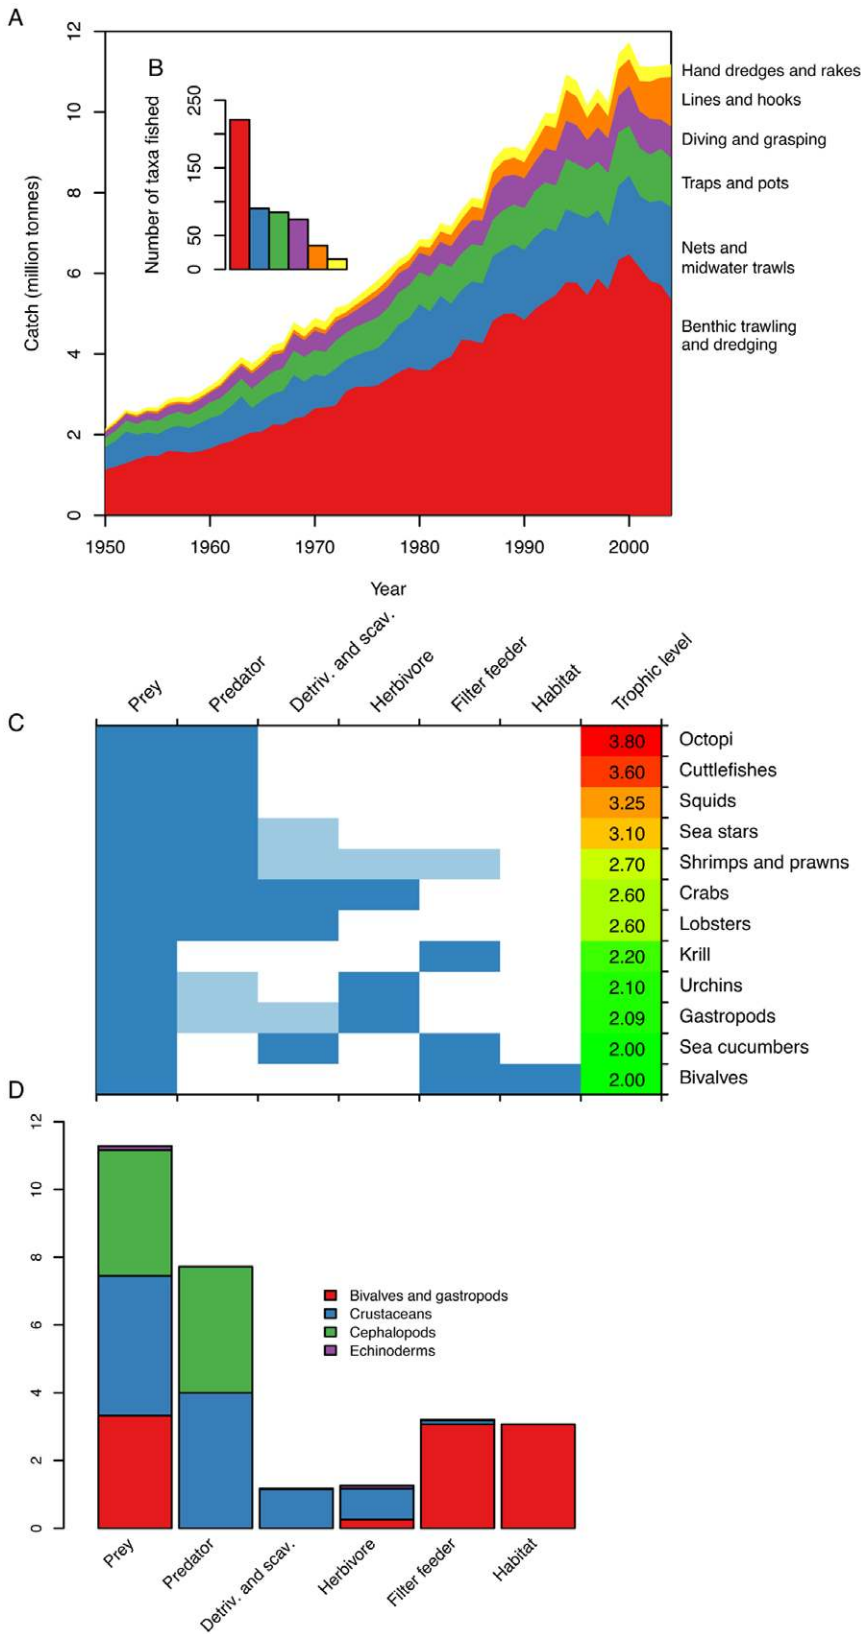 A
Catch (million tonnes)
12
10
8
6
4
2
0
B
Number of taxa fished
250
150
50
0
Hand dredges and rakes
Lines and hooks
Diving and grasping
Traps and pots
Nets and
midwater trawls
Benthic trawling
and dredging
1950 1960 1970 1980 1990 2000
Year
C
Prey Predator Detriv. and scav. Herbivore Filter feeder Habitat Trophic level
3.80 Octopi
3.60 Cuttlefishes
3.25 Squids
3.10 Sea stars
2.70 Shrimps and prawns
2.60 Crabs
2.60 Lobsters
2.20 Krill
2.10 Urchins
2.09 Gastropods
2.00 Sea cucumbers
2.00 Bivalves
D
12
10
8
6
4
2
0
Bivalves and gastropods
Crustaceans
Cephalopods
Echinoderms
Prey Predator Detriv. and scav. Herbivore Filter feeder Habitat